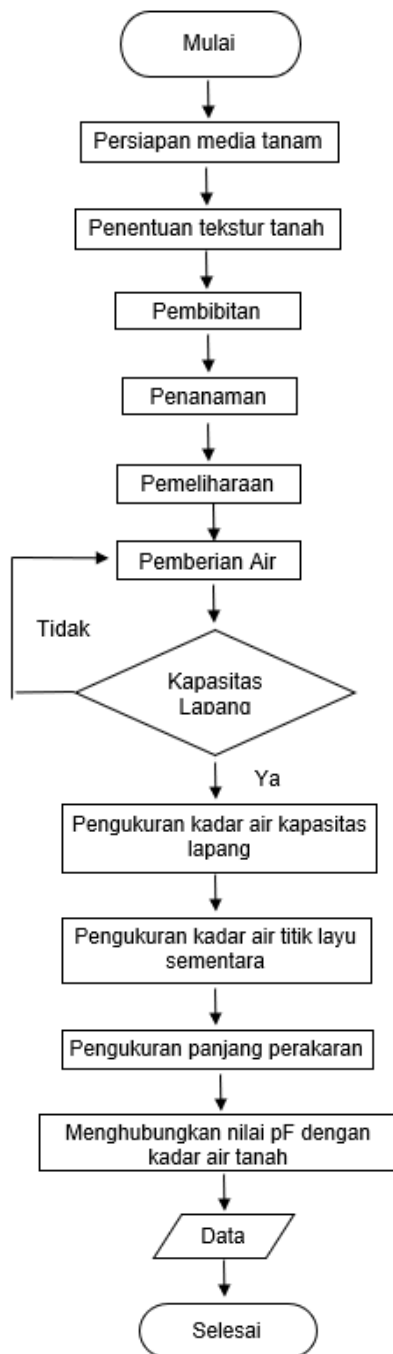 Mulai
Persiapan media tanam
Penentuan tekstur tanah
Pembibitan
Penanaman
Pemeliharaan
Pemberian Air
Tidak
Kapasitas
Lapang
Ya
Pengukuran kadar air kapasitas
lapang
Pengukuran kadar air titik layu
sementara
Pengukuran panjang perakaran
Menghubungkan nilai pF dengan
kadar air tanah
Data
Selesai